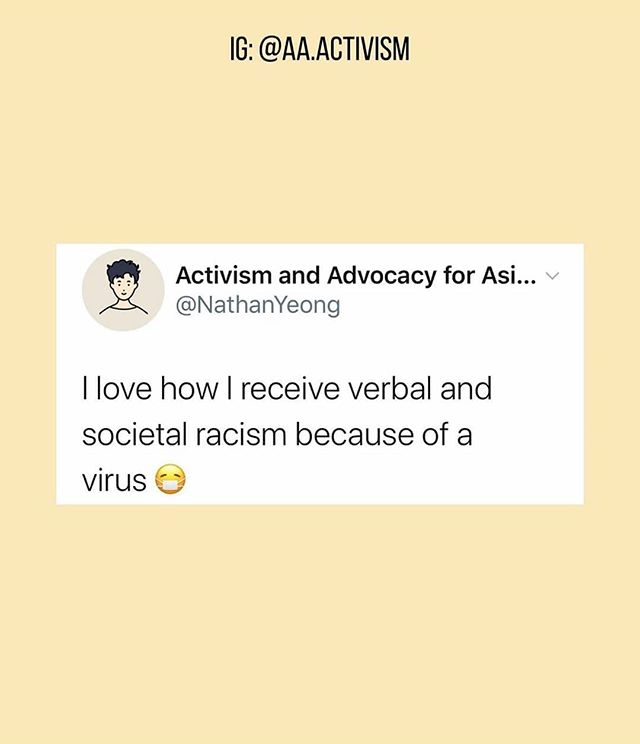 IG: @AA.ACTIVISM
Activism and Advocacy for Asi...
@NathanYeong
I love how I receive verbal and
societal racism because of a
virus 😷